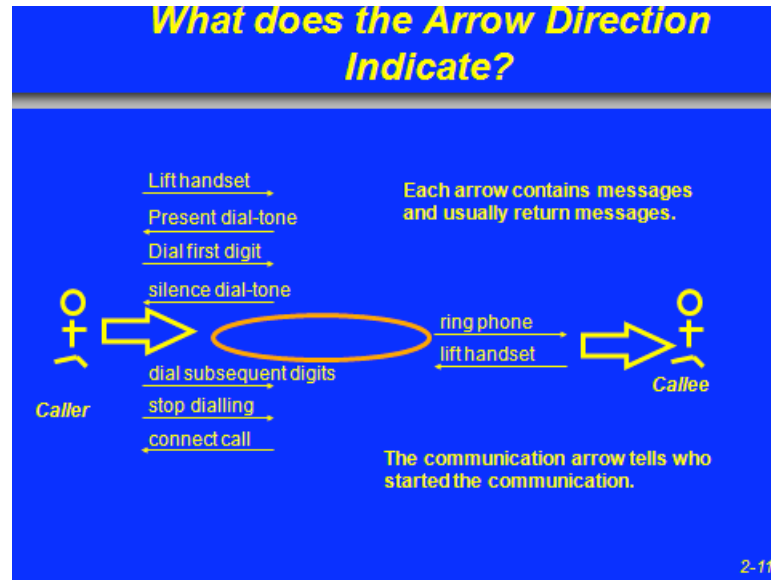 What does the Arrow Direction
Indicate?
Lift handset
Present dial-tone
Dial first digit
silence dial-tone
Each arrow contains messages
and usually return messages.
ring phone
lift handset
dial subsequent digits
stop dialling
connect call
Caller
Callee
The communication arrow tells who
started the communication.
2-11